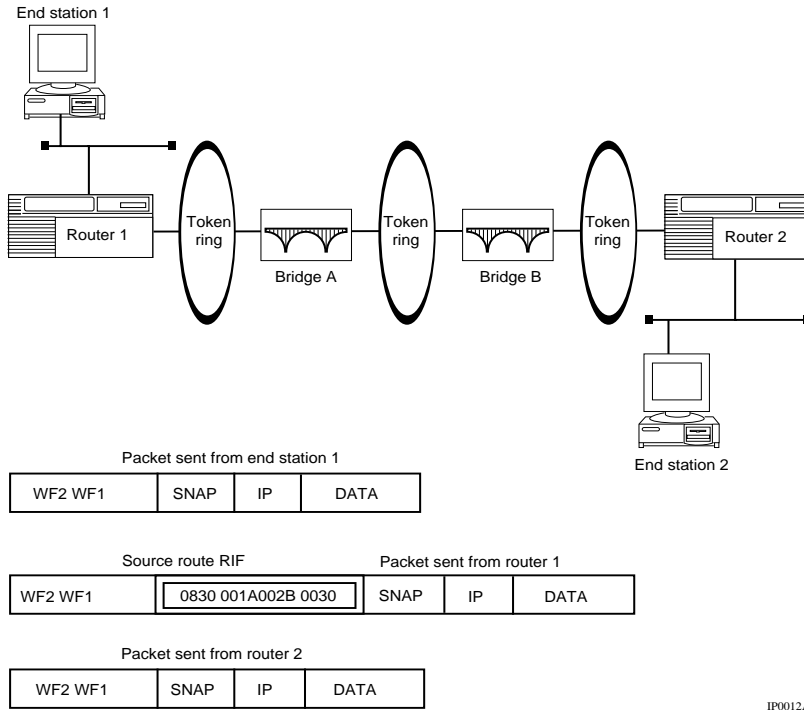 End station 1
Router 1
Token
ring
Bridge A
Token
ring
Bridge B
Token
ring
Router 2
End station 2
Packet sent from end station 1
WF2 WF1 SNAP IP DATA
Source route RIF Packet sent from router 1
WF2 WF1 0830 001A002B 0030 SNAP IP DATA
Packet sent from router 2
WF2 WF1 SNAP IP DATA